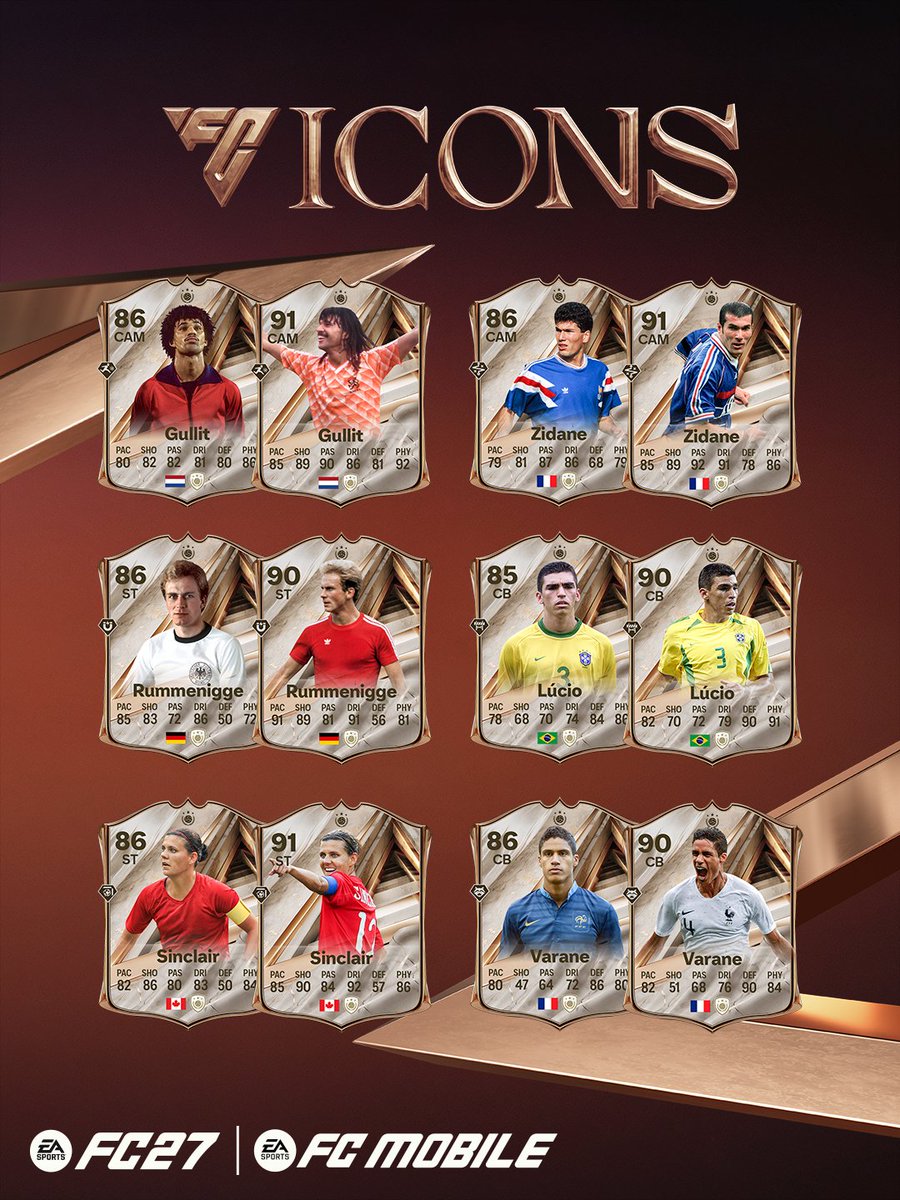 FC ICONS
86 CAM
Gullit
PAC SHO PAS DRI DEF PHY
80 82 82 81 80 86
91 CAM
Gullit
PAC SHO PAS DRI DEF PHY
85 89 90 86 81 92
86 CAM
Zidane
PAC SHO PAS DRI DEF PHY
79 81 87 86 68 79
91 CAM
Zidane
PAC SHO PAS DRI DEF PHY
85 89 92 91 78 86
86 ST
Rummenigge
PAC SHO PAS DRI DEF PHY
85 83 72 86 50 72
90 ST
Rummenigge
PAC SHO PAS DRI DEF PHY
91 89 81 91 56 81
85 CB
3
Lúcio
PAC SHO PAS DRI DEF PHY
78 68 70 74 84 86
90 CB
3
Lúcio
PAC SHO PAS DRI DEF PHY
82 70 72 79 90 91
86 ST
Sinclair
PAC SHO PAS DRI DEF PHY
82 86 80 83 50 84
91 ST
Sinclair
PAC SHO PAS DRI DEF PHY
85 90 84 92 57 86
86 CB
Varane
PAC SHO PAS DRI DEF PHY
80 47 64 72 86 80
90 CB
4
Varane
PAC SHO PAS DRI DEF PHY
82 51 68 76 90 84
EA SPORTS FC27 | EA SPORTS FC MOBILE